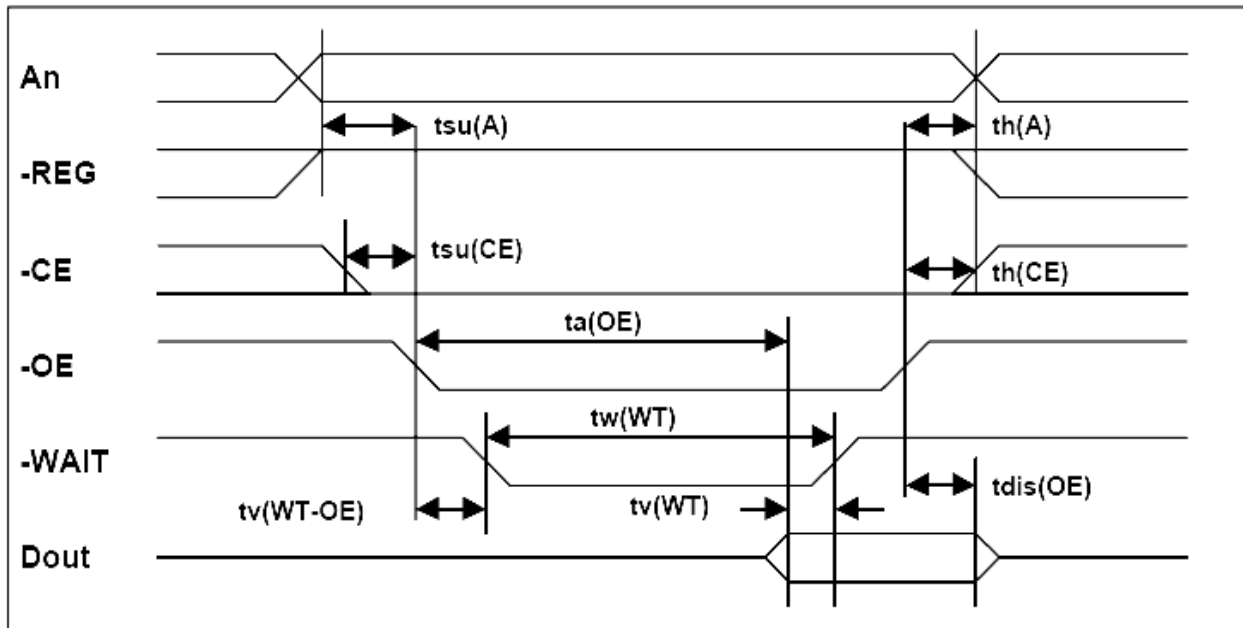 An
tsu(A)
th(A)
-REG
-CE
tsu(CE)
th(CE)
ta(OE)
-OE
tw(WT)
-WAIT
tv(WT-OE)
tv(WT)
tdis(OE)
Dout